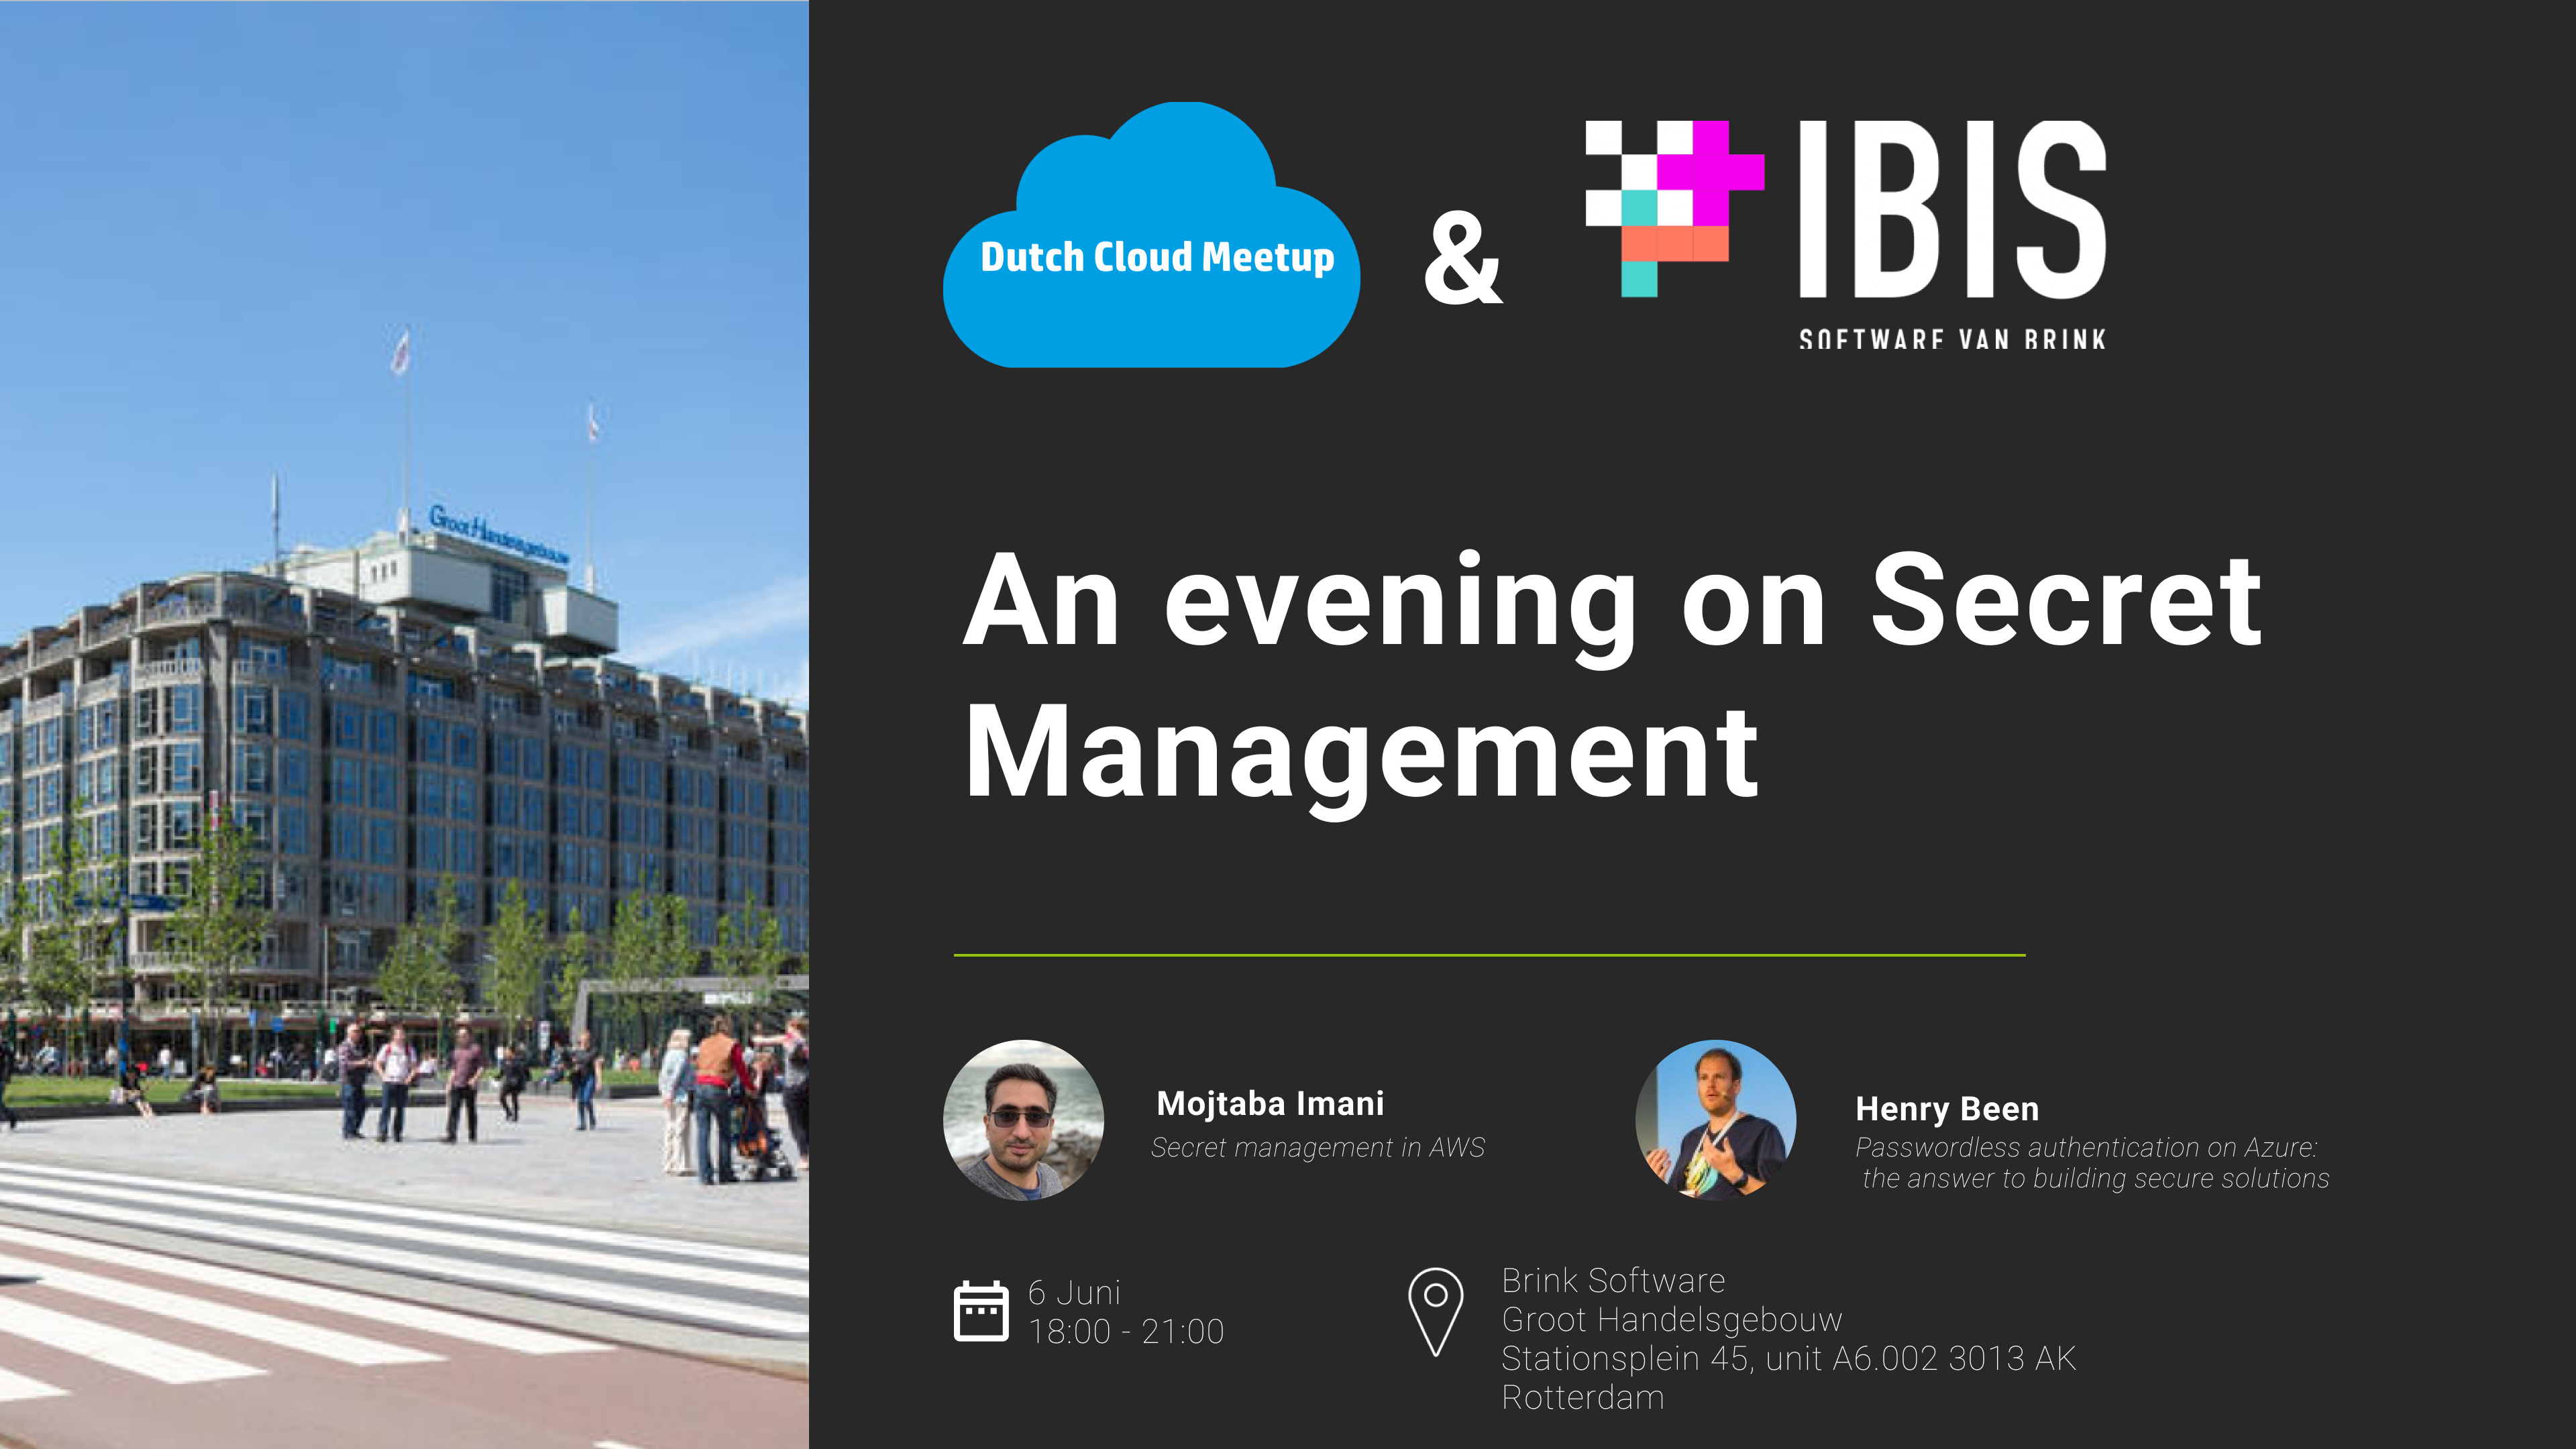 Groot Handelsgebouw
Dutch Cloud Meetup
&
IBIS
SOFTWARE VAN BRINK
An evening on Secret
Management
Mojtaba Imani
Secret management in AWS
Henry Been
Passwordless authentication on Azure:
the answer to building secure solutions
6 Juni
18:00 - 21:00
Brink Software
Groot Handelsgebouw
Stationsplein 45, unit A6.002 3013 AK
Rotterdam